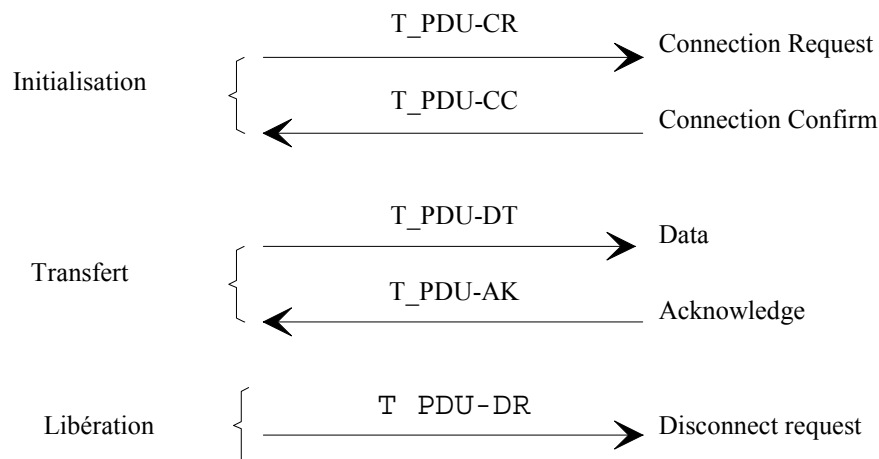 T_PDU-CR
Connection Request
Initialisation
T_PDU-CC
Connection Confirm
T_PDU-DT
Data
Transfert
T_PDU-AK
Acknowledge
T PDU-DR
Libération
Disconnect request